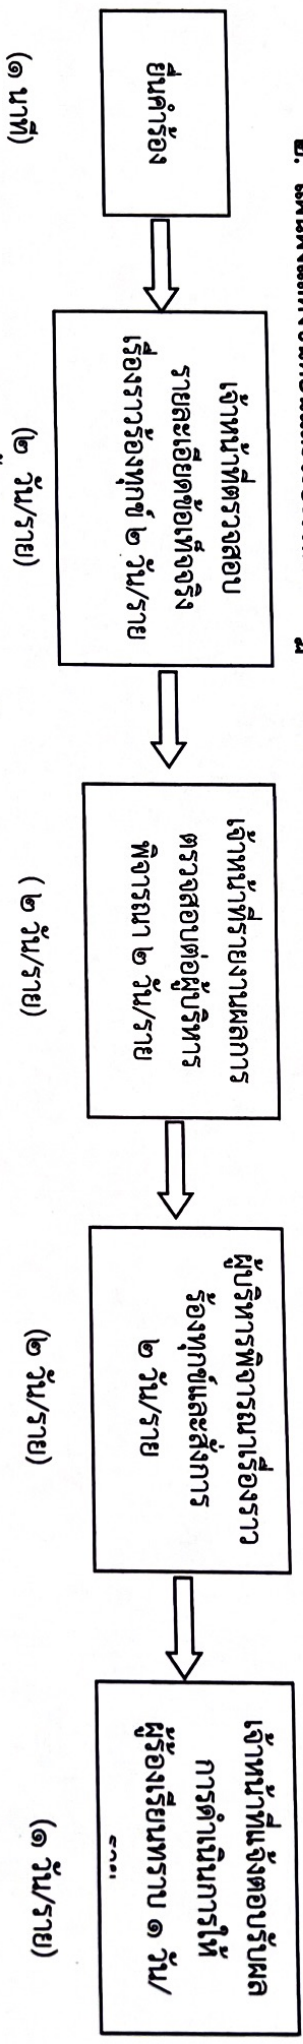 ยื่นคำร้อง
(๑ นาที)
เจ้าหน้าที่ตรวจสอบ
รายละเอียดข้อเท็จจริง
เรื่องราวร้องทุกข์ ๒ วัน/ราย
(๒ วัน/ราย)
เจ้าหน้าที่รายงานผลการ
ตรวจสอบต่อผู้บริหาร
พิจารณา ๒ วัน/ราย
(๒ วัน/ราย)
ผู้บริหารพิจารณาเรื่องราว
ร้องทุกข์และสั่งการ
๒ วัน/ราย
(๒ วัน/ราย)
เจ้าหน้าที่แจ้งตอบรับผล
การดำเนินการให้
ผู้ร้องเรียนทราบ ๑ วัน/
(๑ วัน/ราย)